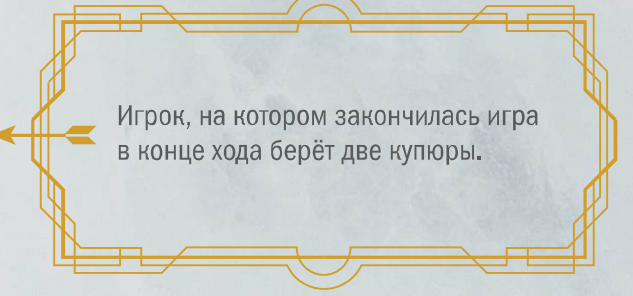 Игрок, на котором закончилась игра
в конце хода берёт две купюры.